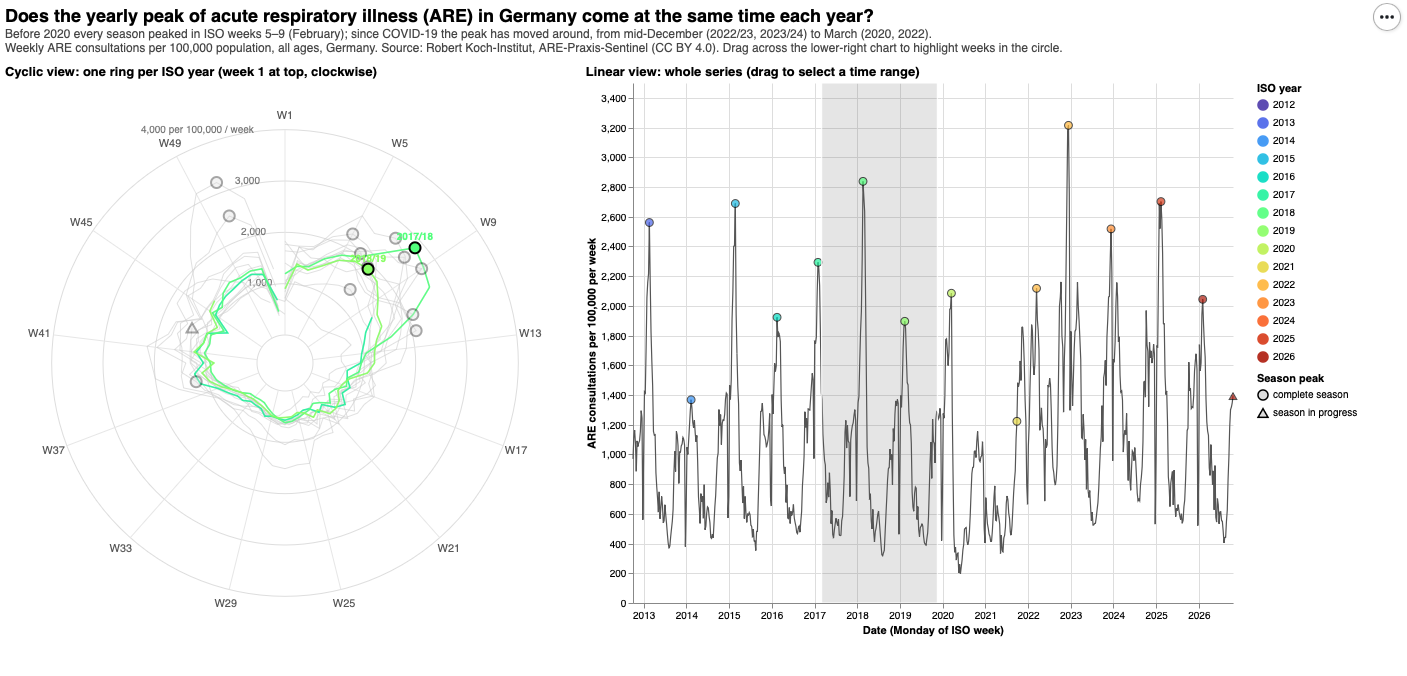 Does the yearly peak of acute respiratory illness (ARE) in Germany come at the same time each year?
Before 2020 every season peaked in ISO weeks 5–9 (February); since COVID-19 the peak has moved around, from mid-December (2022/23, 2023/24) to March (2020, 2022).
Weekly ARE consultations per 100,000 population, all ages, Germany. Source: Robert Koch-Institut, ARE-Praxis-Sentinel (CC BY 4.0). Drag across the lower-right chart to highlight weeks in the circle.
Cyclic view: one ring per ISO year (week 1 at top, clockwise)
W1
4,000 per 100,000 / week
W49
W5
3,000
W45
W9
2,000
2017/18
1,000
W41
W13
W37
W17
W33
W21
W29
W25
Linear view: whole series (drag to select a time range)
ARE consultations per 100,000 per week
3,400
3,200
3,000
2,800
2,600
2,400
2,200
2,000
1,800
1,600
1,400
1,200
1,000
800
600
400
200
0
2013 2014 2015 2016 2017 2018 2019 2020 2021 2022 2023 2024 2025 2026
Date (Monday of ISO week)
ISO year
2012
2013
2014
2015
2016
2017
2018
2019
2020
2021
2022
2023
2024
2025
2026
Season peak
complete season
season in progress